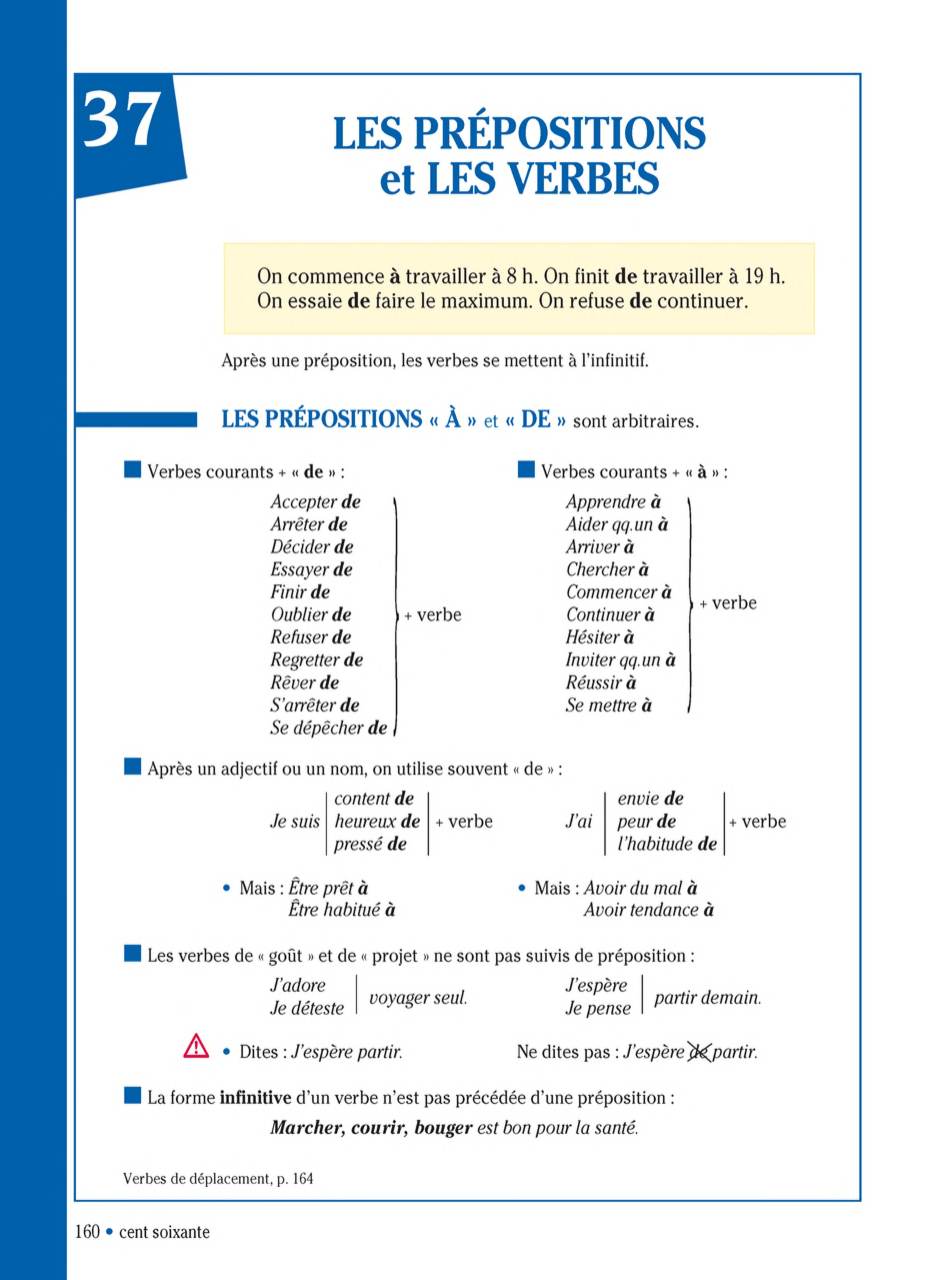 37
LES PRÉPOSITIONS
et LES VERBES
On commence à travailler à 8 h. On finit de travailler à 19 h.
On essaie de faire le maximum. On refuse de continuer.
Après une préposition, les verbes se mettent à l'infinitif.
LES PRÉPOSITIONS « À » et « DE » sont arbitraires.
Verbes courants + « de » :
Accepter de
Arrêter de
Décider de
Essayer de
Finir de
Oublier de
Refuser de
Regretter de
Rêver de
S'arrêter de
Se dépêcher de
+ verbe
Verbes courants + « à » :
Apprendre à
Aider qq.un à
Arriver à
Chercher à
Commencer à
Continuer à
Hésiter à
Inviter qq.un à
Réussir à
Se mettre à
+ verbe
Après un adjectif ou un nom, on utilise souvent « de » :
Je suis
content de
heureux de
pressé de
+ verbe
J'ai
envie de
peur de
l'habitude de
+ verbe
• Mais : Être prêt à
Être habitué à
• Mais : Avoir du mal à
Avoir tendance à
Les verbes de « goût » et de « projet » ne sont pas suivis de préposition :
J'adore
Je déteste
voyager seul.
J'espère
Je pense
partir demain.
• Dites : J'espère partir.
Ne dites pas : J'espère de partir.
La forme infinitive d'un verbe n'est pas précédée d'une préposition :
Marcher, courir, bouger est bon pour la santé.
Verbes de déplacement, p. 164
160 • cent soixante